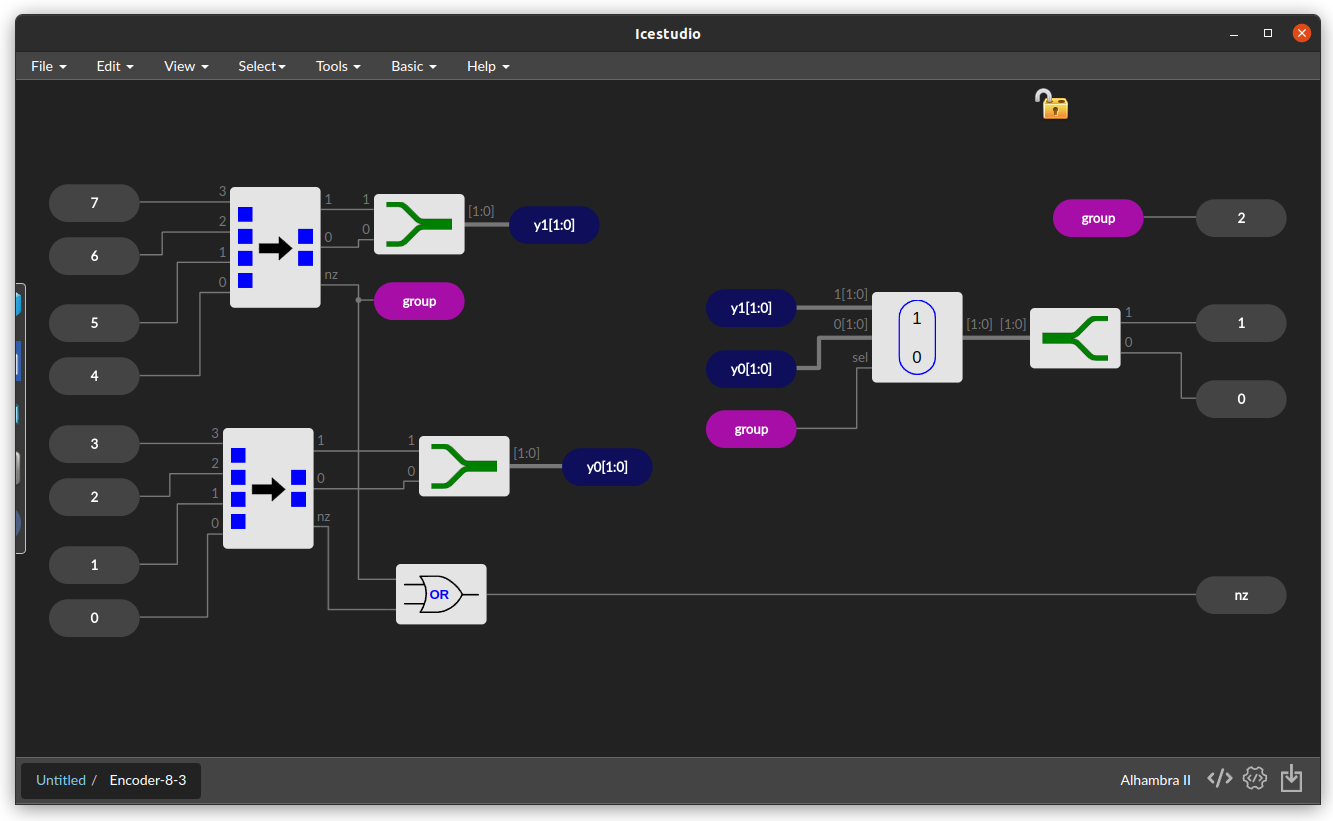 Icestudio
File Edit View Select Tools Basic Help
7
6
5
4
3
2
1
0
3
2
1
0
1
0
nz
1
0
[1:0]
y1[1:0]
group
3
2
1
0
1
0
nz
1
0
[1:0]
y0[1:0]
OR
group
2
y1[1:0]
y0[1:0]
group
1[1:0]
0[1:0]
sel
1
0
[1:0] [1:0]
1
0
1
0
nz
Untitled / Encoder-8-3
Alhambra II </> </>